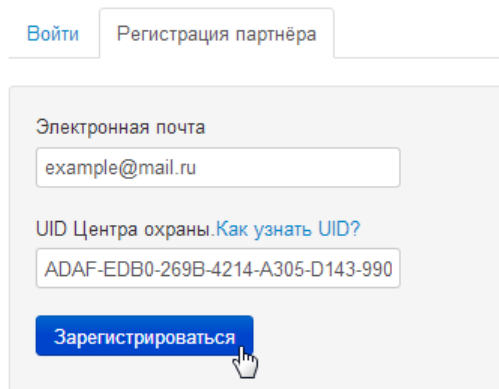 Войти Регистрация партнёра
Электронная почта
example@mail.ru
UID Центра охраны.Как узнать UID?
ADAF-EDB0-269B-4214-A305-D143-990
Зарегистрироваться